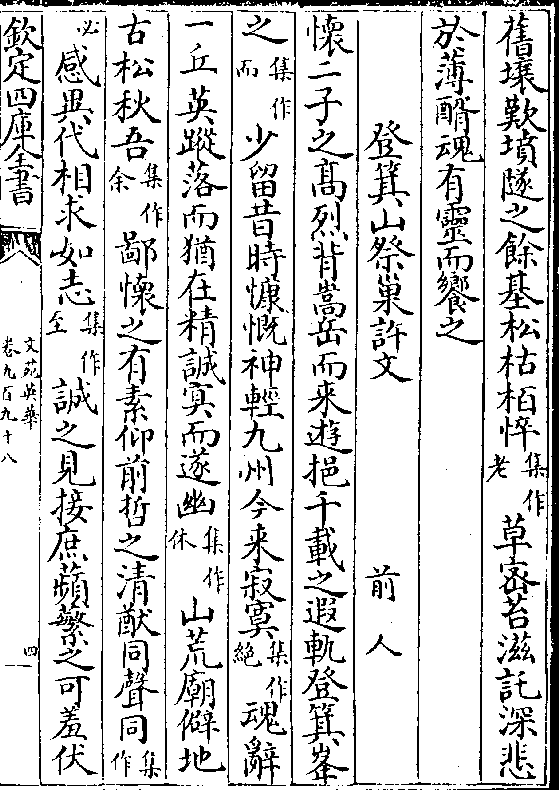 舊壤歎墳隧之餘基松枯栢悴集作老草密苔滋託深悲
於薄酹魂有靈而饗之
登箕山祭巢許文　前人
懷二子之髙烈背嵩岳而来遊挹千載之遐軌登箕峯
之集作而少留昔時慷慨神輕九州今来寂寞集作絶魂辭
一丘英蹤落而猶在精誠寘而遂幽集作休山荒廟僻地
古松秋吾集作余鄙懷之有素仰前哲之清猷同聲同集作
必感異代相求如志集作至誠之見接庶蘋蘩之可羞伏
欽定四庫全書
文苑英華
卷九百九十八
四